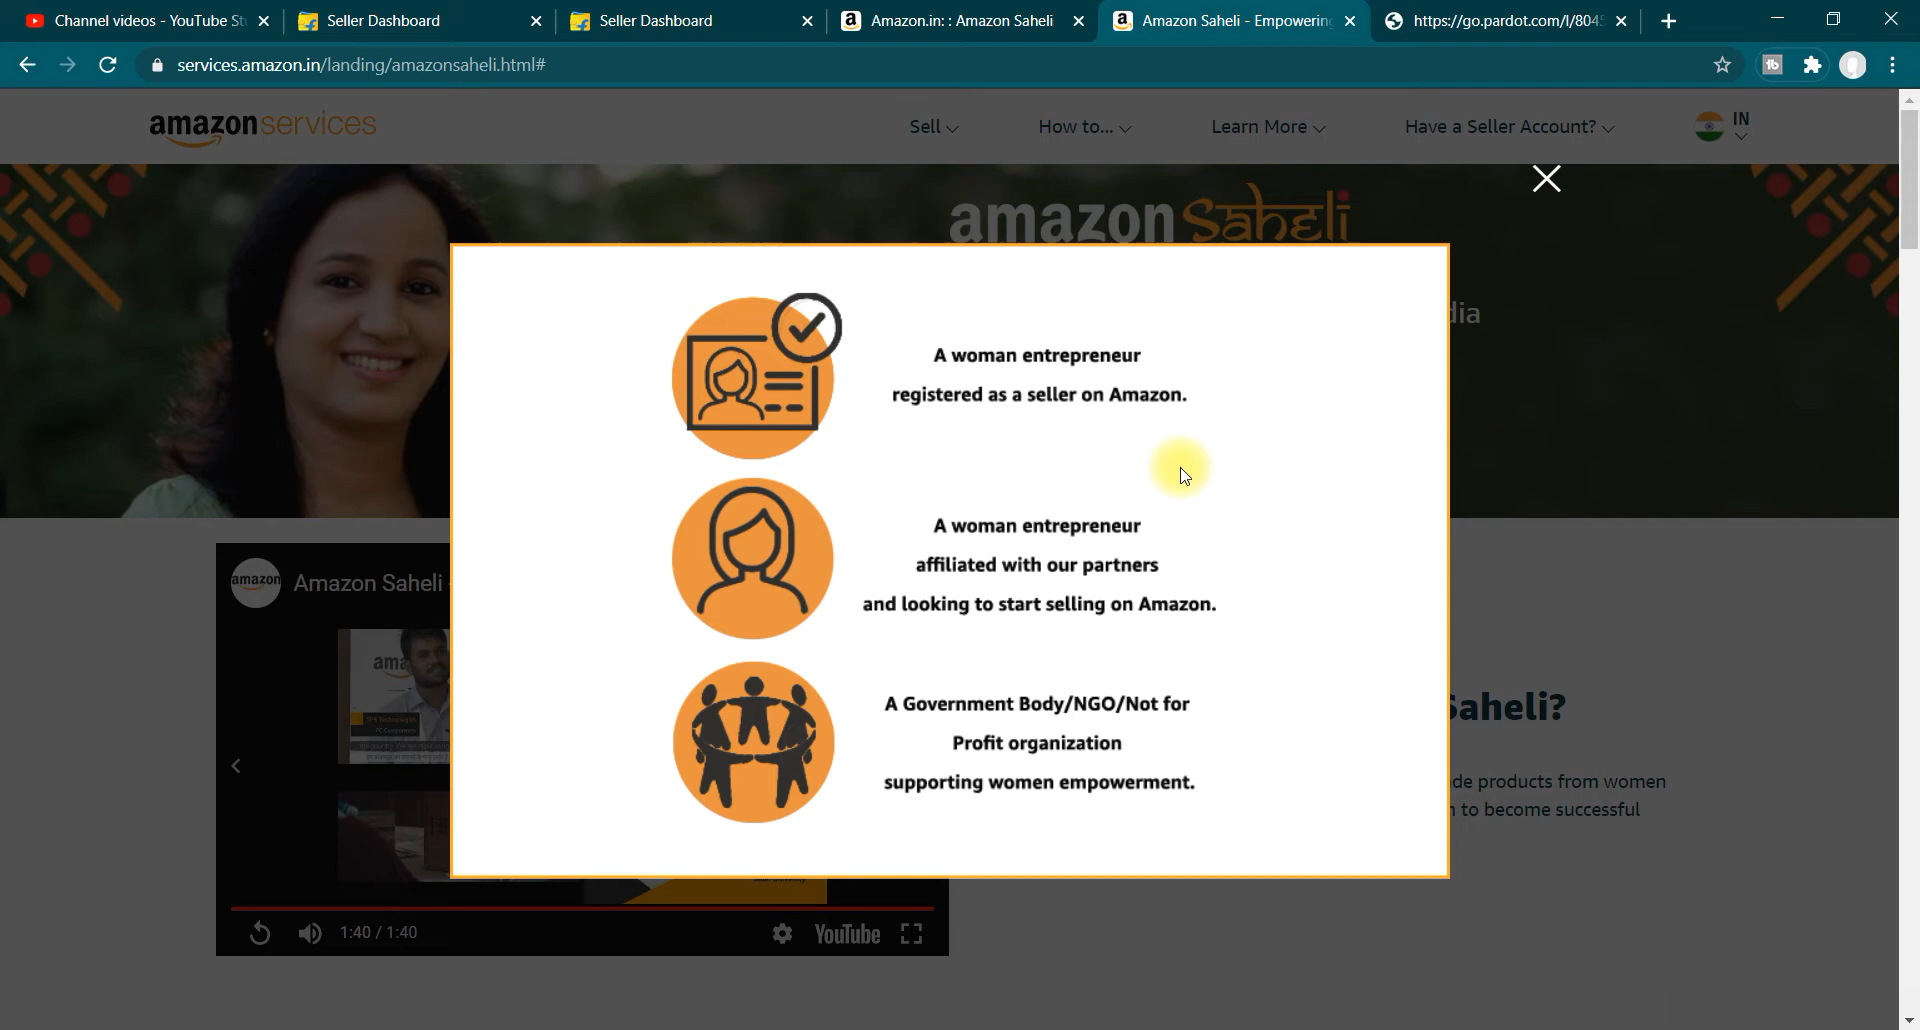 Channel videos - YouTube St
Seller Dashboard
Seller Dashboard
Amazon.in: : Amazon Saheli
Amazon Saheli - Empowering
https://go.pardot.com/l/8045
services.amazon.in/landing/amazonsaheli.html#
amazonservices
Sell
How to...
Learn More
Have a Seller Account?
IN
amazon Saheli
dia
A woman entrepreneur
registered as a seller on Amazon.
A woman entrepreneur
affiliated with our partners
and looking to start selling on Amazon.
A Government Body/NGO/Not for
Profit organization
supporting women empowerment.
amazon
Amazon Saheli -
ama
Saheli?
de products from women
to become successful
1:40 / 1:40
YouTube